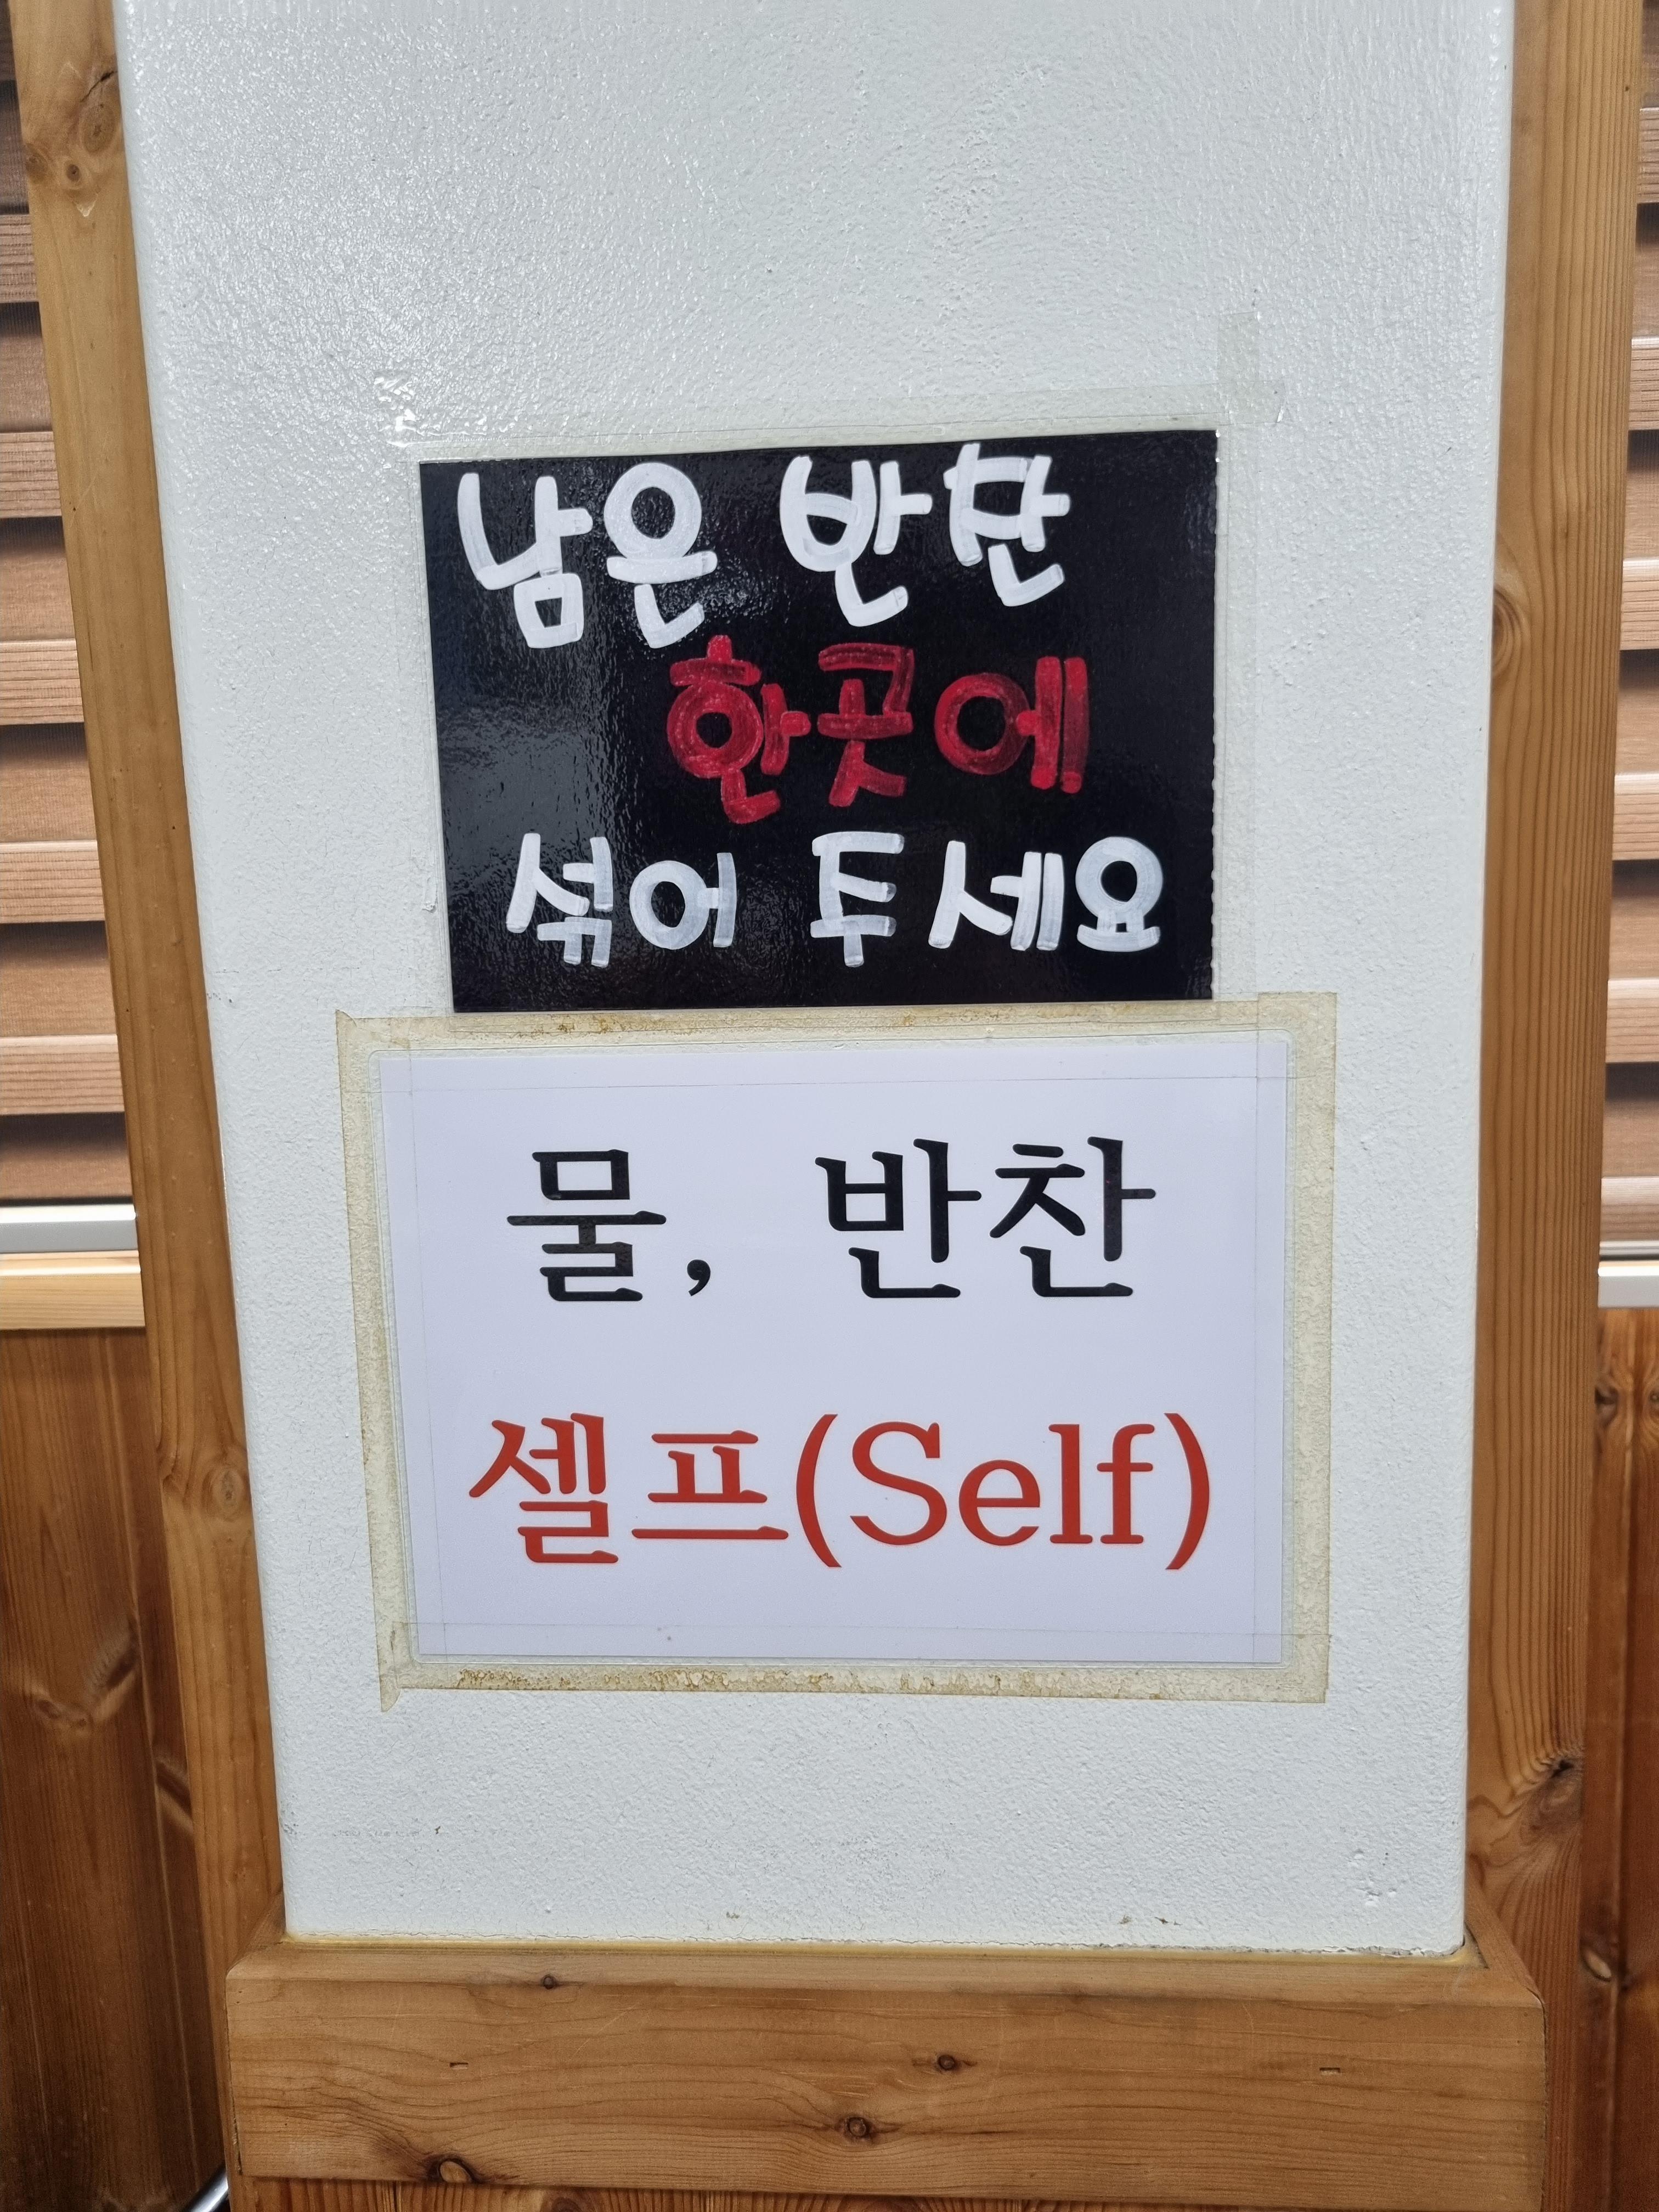 남은 반찬
한곳에
섞어 두세요
물, 반찬
셀프(Self)